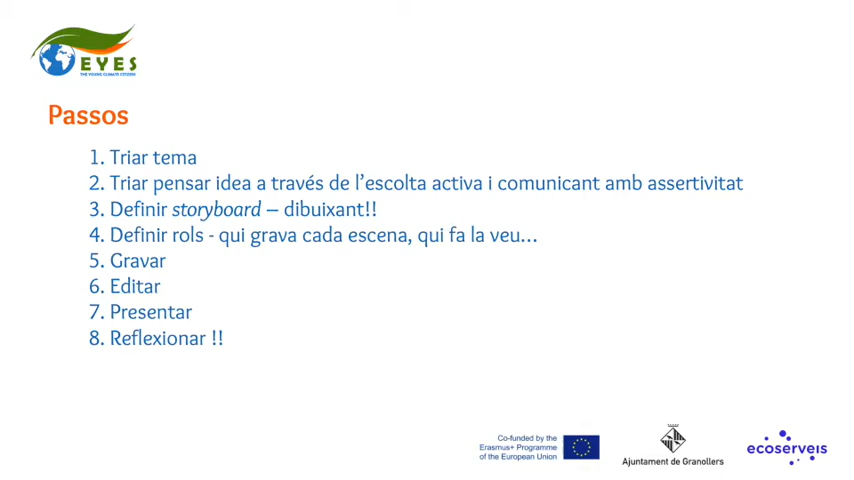 EYES
THE YOUNG CLIMATE CITIZENS
Passos
1. Triar tema
2. Triar pensar idea a través de l'escolta activa i comunicant amb assertivitat
3. Definir storyboard – dibuixant!!
4. Definir rols - qui grava cada escena, qui fa la veu...
5. Gravar
6. Editar
7. Presentar
8. Reflexionar !!
Co-funded by the
Erasmus+ Programme
of the European Union
Ajuntament de Granollers
ecoserveis